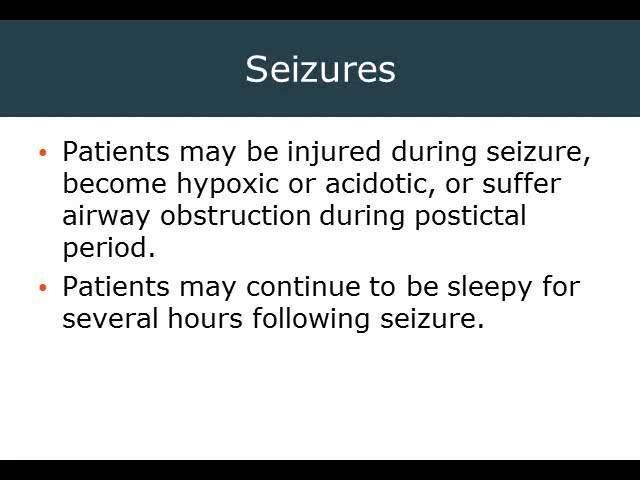 Seizures
• Patients may be injured during seizure,
become hypoxic or acidotic, or suffer
airway obstruction during postictal
period.
• Patients may continue to be sleepy for
several hours following seizure.